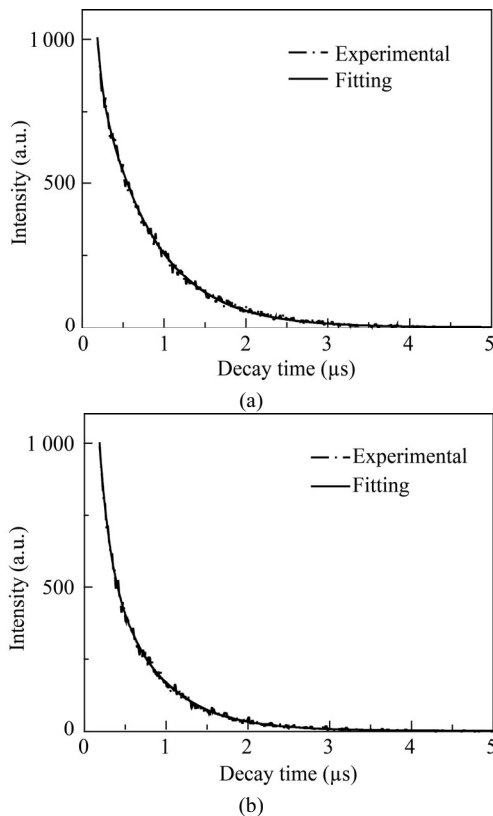 1 000
Experimental
Fitting
Intensity (a.u.)
500
0
0 1 2 3 4 5
Decay time (μs)
(a)
1 000
Experimental
Fitting
Intensity (a.u.)
500
0
0 1 2 3 4 5
Decay time (μs)
(b)